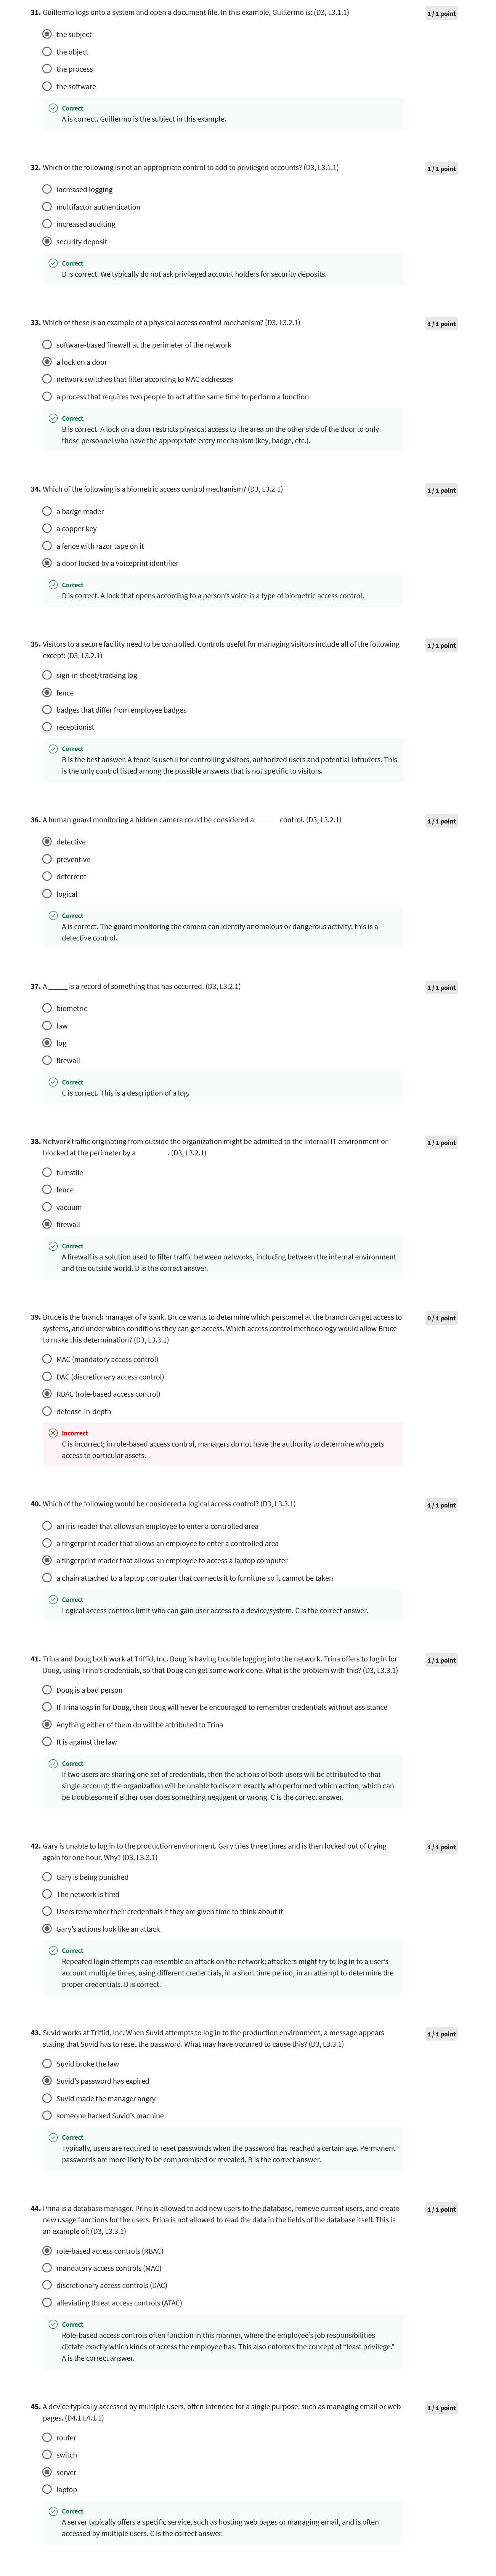 31. Guillermo logs onto a system and open a document file. In this example, Guillermo is: (D3, L3.1.1)
1 / 1 point
the subject
the object
the process
the software
Correct
A is correct. Guillermo is the subject in this example.
32. Which of the following is not an appropriate control to add to privileged accounts? (D3, L3.1.1)
1 / 1 point
increased logging
multifactor authentication
increased auditing
security deposit
Correct
D is correct. We typically do not ask privileged account holders for security deposits.
33. Which of these is an example of a physical access control mechanism? (D3, L3.2.1)
1 / 1 point
software-based firewall at the perimeter of the network
a lock on a door
network switches that filter according to MAC addresses
a process that requires two people to act at the same time to perform a function
Correct
B is correct. A lock on a door restricts physical access to the area on the other side of the door to only
those personnel who have the appropriate entry mechanism (key, badge, etc.).
34. Which of the following is a biometric access control mechanism? (D3, L3.2.1)
1 / 1 point
a badge reader
a copper key
a fence with razor tape on it
a door locked by a voiceprint identifier
Correct
D is correct. A lock that opens according to a person's voice is a type of biometric access control.
35. Visitors to a secure facility need to be controlled. Controls useful for managing visitors include all of the following
except: (D3, L3.2.1)
1 / 1 point
sign-in sheet/tracking log
fence
badges that differ from employee badges
receptionist
Correct
B is the best answer. A fence is useful for controlling visitors, authorized users and potential intruders. This
is the only control listed among the possible answers that is not specific to visitors.
36. A human guard monitoring a hidden camera could be considered a ______ control. (D3, L3.2.1)
1 / 1 point
detective
preventive
deterrent
logical
Correct
A is correct. The guard monitoring the camera can identify anomalous or dangerous activity; this is a
detective control.
37. A _____ is a record of something that has occurred. (D3, L3.2.1)
1 / 1 point
biometric
law
log
firewall
Correct
C is correct. This is a description of a log.
38. Network traffic originating from outside the organization might be admitted to the internal IT environment or
blocked at the perimeter by a ________. (D3, L3.2.1)
1 / 1 point
turnstile
fence
vacuum
firewall
Correct
A firewall is a solution used to filter traffic between networks, including between the internal environment
and the outside world. D is the correct answer.
39. Bruce is the branch manager of a bank. Bruce wants to determine which personnel at the branch can get access to
systems, and under which conditions they can get access. Which access control methodology would allow Bruce
to make this determination? (D3, L3.3.1)
0 / 1 point
MAC (mandatory access control)
DAC (discretionary access control)
RBAC (role-based access control)
defense-in-depth
Incorrect
C is incorrect; in role-based access control, managers do not have the authority to determine who gets
access to particular assets.
40. Which of the following would be considered a logical access control? (D3, L3.3.1)
1 / 1 point
an iris reader that allows an employee to enter a controlled area
a fingerprint reader that allows an employee to enter a controlled area
a fingerprint reader that allows an employee to access a laptop computer
a chain attached to a laptop computer that connects it to furniture so it cannot be taken
Correct
Logical access controls limit who can gain user access to a device/system. C is the correct answer.
41. Trina and Doug both work at Triffid, Inc. Doug is having trouble logging into the network. Trina offers to log in for
Doug, using Trina's credentials, so that Doug can get some work done. What is the problem with this? (D3, L3.3.1)
1 / 1 point
Doug is a bad person
If Trina logs in for Doug, then Doug will never be encouraged to remember credentials without assistance
Anything either of them do will be attributed to Trina
It is against the law
Correct
If two users are sharing one set of credentials, then the actions of both users will be attributed to that
single account; the organization will be unable to discern exactly who performed which action, which can
be troublesome if either user does something negligent or wrong. C is the correct answer.
42. Gary is unable to log in to the production environment. Gary tries three times and is then locked out of trying
again for one hour. Why? (D3, L3.3.1)
1 / 1 point
Gary is being punished
The network is tired
Users remember their credentials if they are given time to think about it
Gary's actions look like an attack
Correct
Repeated login attempts can resemble an attack on the network; attackers might try to log in to a user's
account multiple times, using different credentials, in a short time period, in an attempt to determine the
proper credentials. D is correct.
43. Suvid works at Triffid, Inc. When Suvid attempts to log in to the production environment, a message appears
stating that Suvid has to reset the password. What may have occurred to cause this? (D3, L3.3.1)
1 / 1 point
Suvid broke the law
Suvid's password has expired
Suvid made the manager angry
someone hacked Suvid's machine
Correct
Typically, users are required to reset passwords when the password has reached a certain age. Permanent
passwords are more likely to be compromised or revealed. B is the correct answer.
44. Prina is a database manager. Prina is allowed to add new users to the database, remove current users, and create
new usage functions for the users. Prina is not allowed to read the data in the fields of the database itself. This is
an example of: (D3, L3.3.1)
1 / 1 point
role-based access controls (RBAC)
mandatory access controls (MAC)
discretionary access controls (DAC)
alleviating threat access controls (ATAC)
Correct
Role-based access controls often function in this manner, where the employee's job responsibilities
dictate exactly which kinds of access the employee has. This also enforces the concept of "least privilege."
A is the correct answer.
45. A device typically accessed by multiple users, often intended for a single purpose, such as managing email or web
pages. (D4.1 L4.1.1)
1 / 1 point
router
switch
server
laptop
Correct
A server typically offers a specific service, such as hosting web pages or managing email, and is often
accessed by multiple users. C is the correct answer.